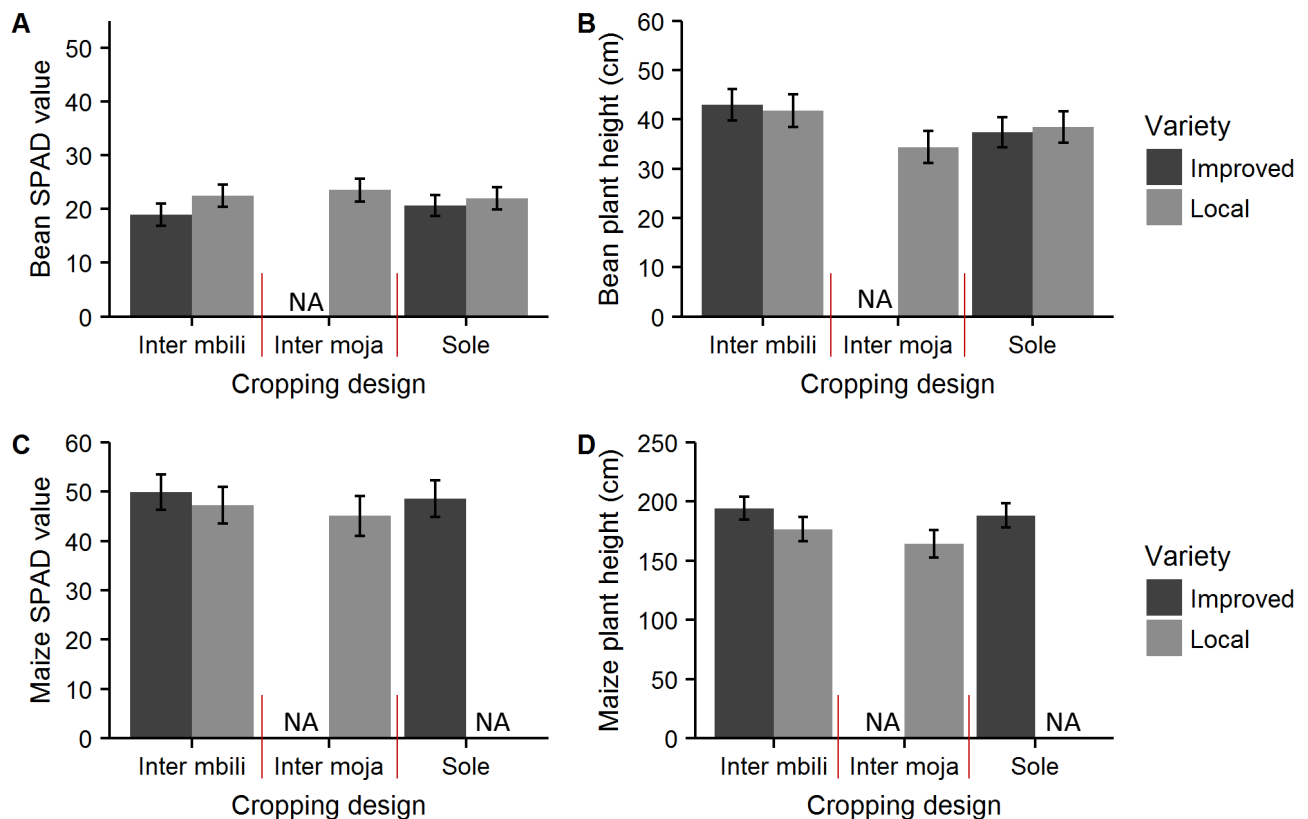 A
Bean SPAD value
50
40
30
20
10
0
NA
Inter mbili Inter moja Sole
Cropping design
B
Bean plant height (cm)
60
50
40
30
20
10
0
NA
Inter mbili Inter moja Sole
Cropping design
Variety
Improved
Local
C
Maize SPAD value
60
50
40
30
20
10
0
NA NA
Inter mbili Inter moja Sole
Cropping design
D
Maize plant height (cm)
250
200
150
100
50
0
NA NA
Inter mbili Inter moja Sole
Cropping design
Variety
Improved
Local